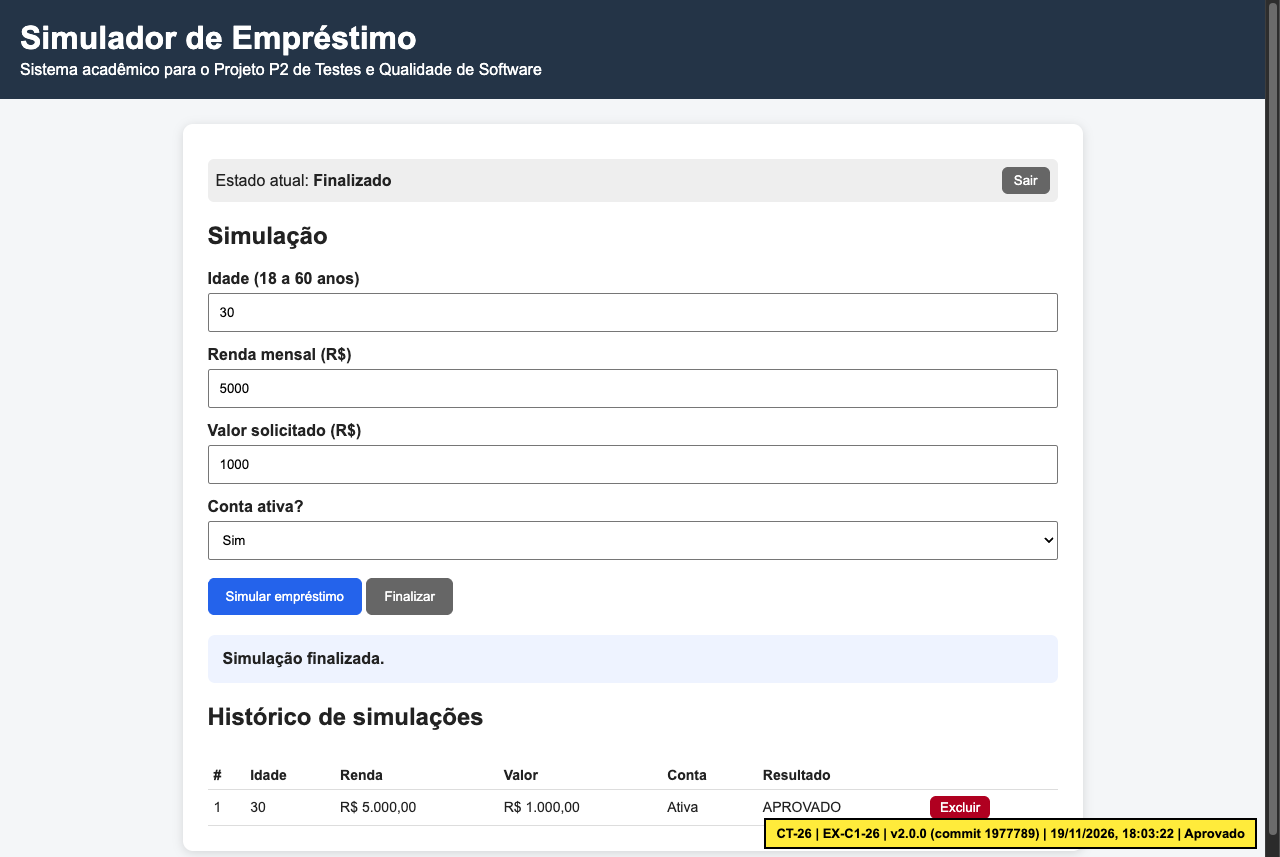 Simulador de Empréstimo
Sistema acadêmico para o Projeto P2 de Testes e Qualidade de Software
Estado atual: Finalizado
Sair
Simulação
Idade (18 a 60 anos)
30
Renda mensal (R$)
5000
Valor solicitado (R$)
1000
Conta ativa?
Sim
Simular empréstimo Finalizar
Simulação finalizada.
Histórico de simulações
# Idade Renda Valor Conta Resultado
1 30 R$ 5.000,00 R$ 1.000,00 Ativa APROVADO Excluir
CT-26 | EX-C1-26 | v2.0.0 (commit 1977789) | 19/11/2026, 18:03:22 | Aprovado